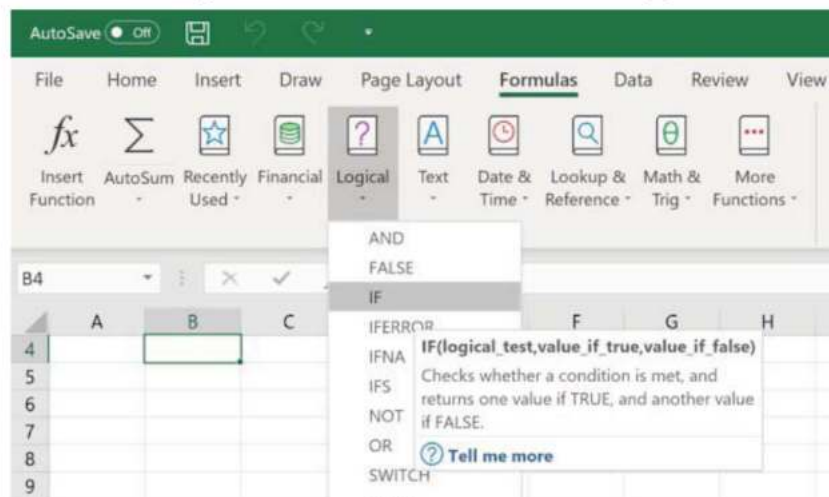 AutoSave Off
File Home Insert Draw Page Layout Formulas Data Review View
fx
Insert Function
AutoSum
Recently Used
Financial
Logical
Text
Date & Time
Lookup & Reference
Math & Trig
More Functions
AND
FALSE
IF
IFERROR
IFNA
IFS
NOT
OR
SWITCH
B4
A B C F G H
4
5
6
7
8
9
IF(logical_test,value_if_true,value_if_false)
Checks whether a condition is met, and
returns one value if TRUE, and another value
if FALSE.
Tell me more